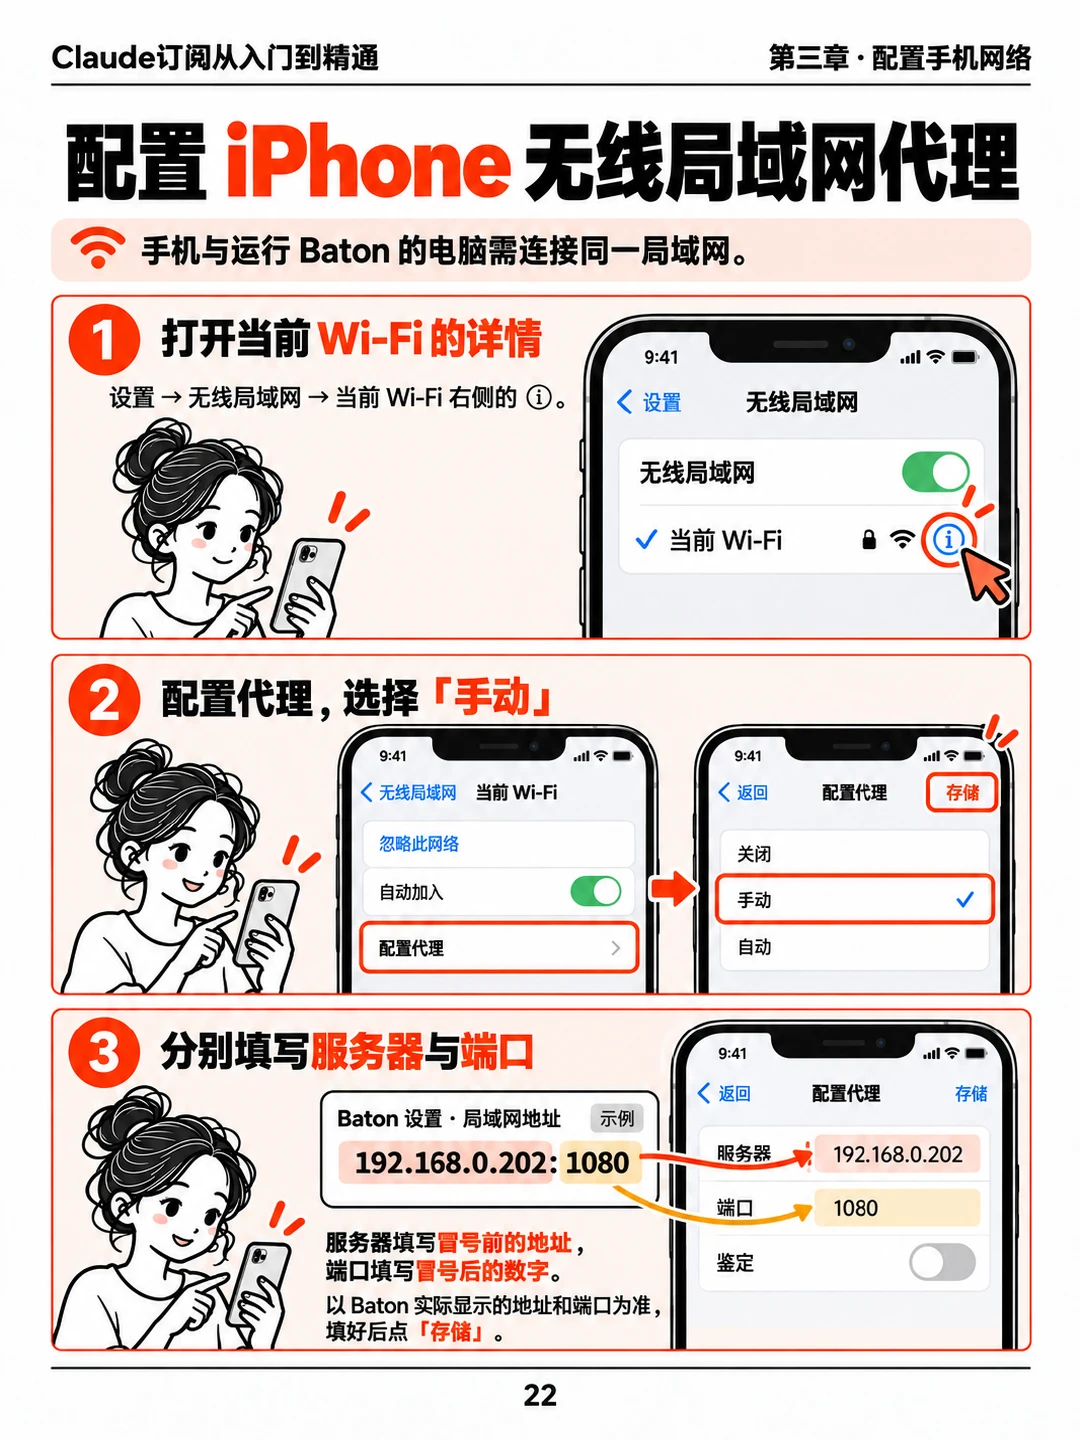 Claude订阅从入门到精通
第三章 · 配置手机网络
配置 iPhone 无线局域网代理
手机与运行 Baton 的电脑需连接同一局域网。
1 打开当前 Wi-Fi 的详情
设置 → 无线局域网 → 当前 Wi-Fi 右侧的 ⓘ。
9:41
设置 无线局域网
无线局域网
当前 Wi-Fi
2 配置代理，选择「手动」
9:41
无线局域网 当前 Wi-Fi
忽略此网络
自动加入
配置代理
9:41
返回 配置代理 存储
关闭
手动
自动
3 分别填写服务器与端口
Baton 设置 · 局域网地址 示例
192.168.0.202: 1080
服务器填写冒号前的地址，
端口填写冒号后的数字。
以 Baton 实际显示的地址和端口为准，
填好后点「存储」。
9:41
返回 配置代理 存储
服务器 192.168.0.202
端口 1080
鉴定
22